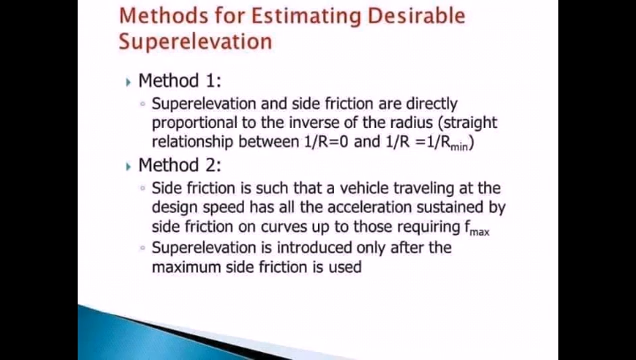 Methods for Estimating Desirable
Superelevation
Method 1:
Superelevation and side friction are directly
proportional to the inverse of the radius (straight
relationship between 1/R=0 and 1/R =1/Rmin)
Method 2:
Side friction is such that a vehicle traveling at the
design speed has all the acceleration sustained by
side friction on curves up to those requiring fmax
Superelevation is introduced only after the
maximum side friction is used